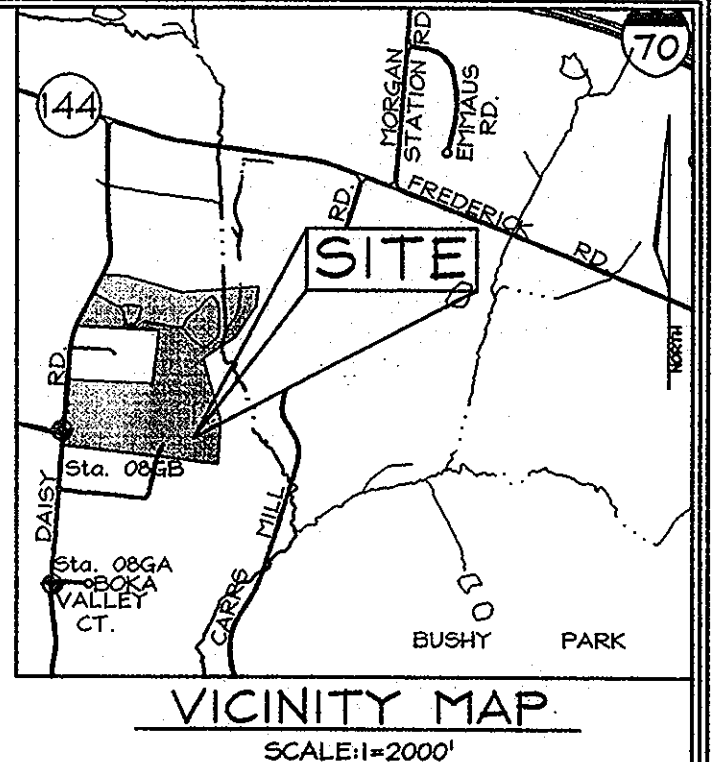 70
144
MORGAN
STATION RD
EMMAUS
RD.
FREDERICK RD
RD.
SITE
NORTH
DAISY RD.
Sta. 08GB
Sta. 08GA
BOKA
VALLEY
CT.
CARRS MILL
BUSHY PARK
VICINITY MAP
SCALE:1=2000'